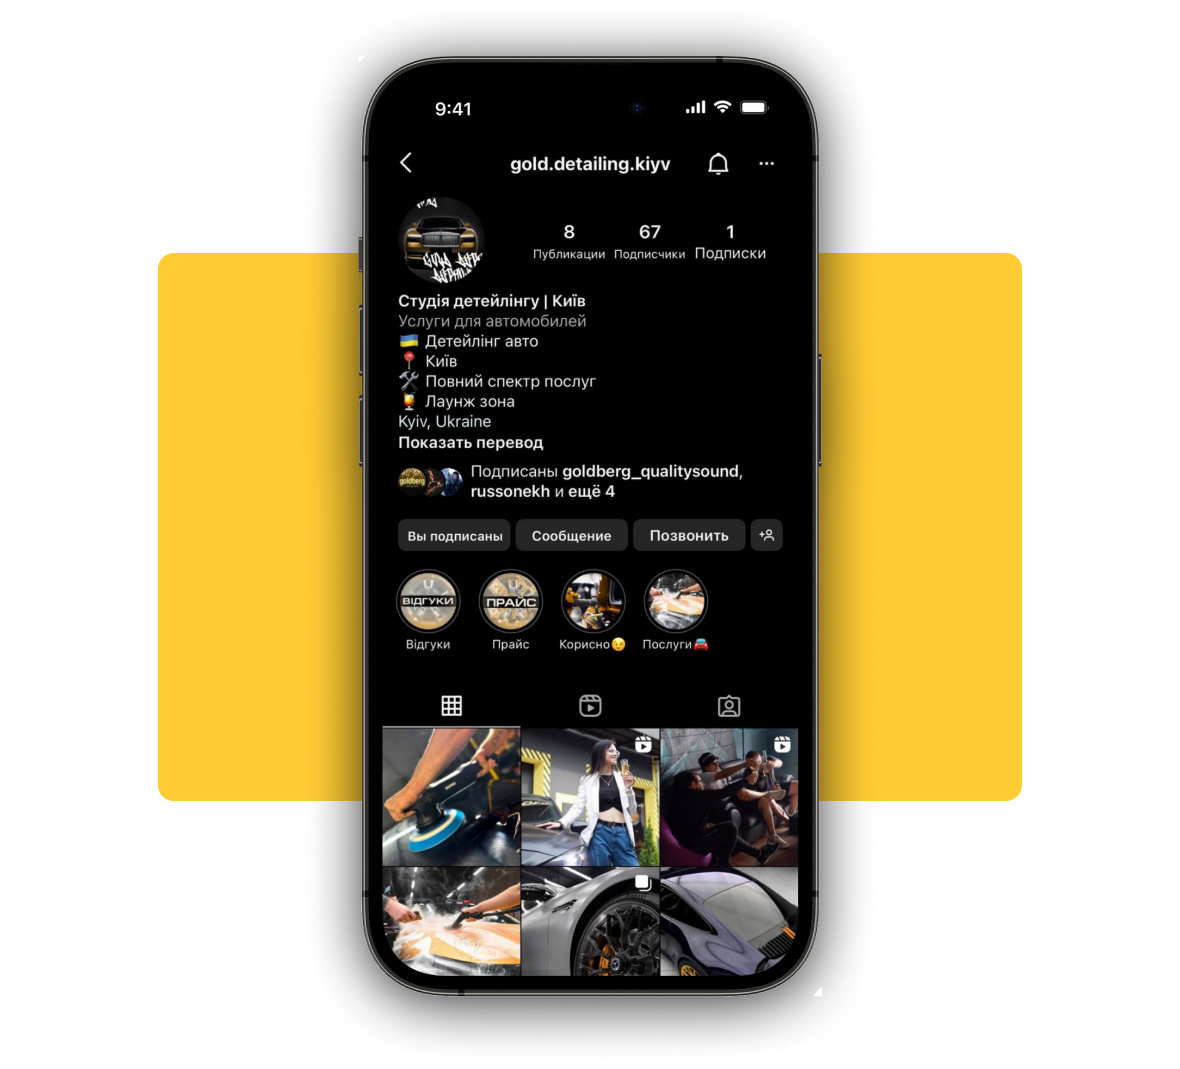 9:41
gold.detailing.kiyv
8 67 1
Публикации Подписчики Подписки
Студія детейлінгу | Київ
Услуги для автомобилей
🇺🇦 Детейлінг авто
📍 Київ
🛠 Повний спектр послуг
🍹 Лаунж зона
Kyiv, Ukraine
Показать перевод
Подписаны goldberg_qualitysound,
russonekh и ещё 4
goldberg
Вы подписаны Сообщение Позвонить
ВІДГУКИ ПРАЙС
Відгуки Прайс Корисно😉 Послуги🚘